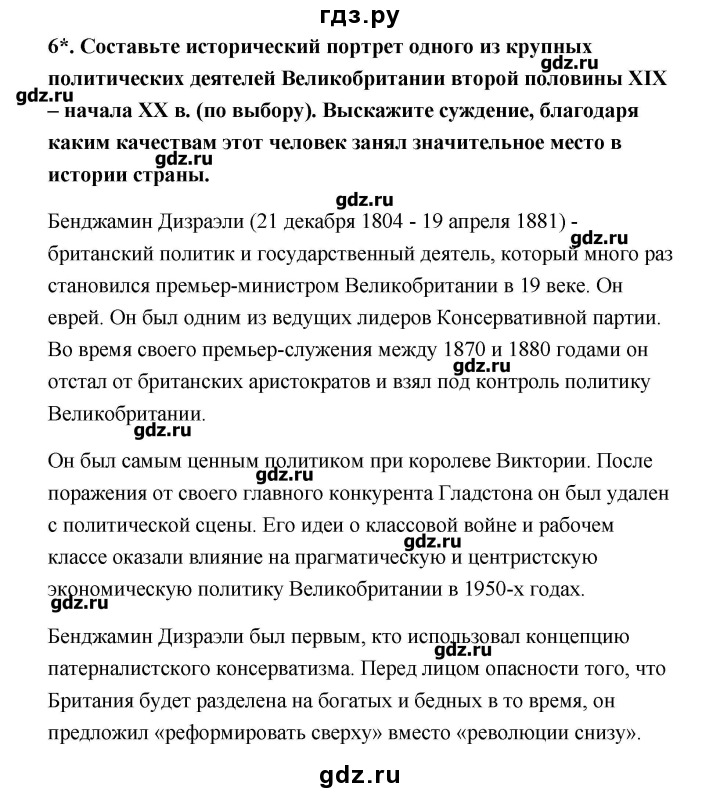 гдз.ру
6*. Составьте исторический портрет одного из крупных
gdz.ru
политических деятелей Великобритании второй половины XIX
gdz.ru
– начала XX в. (по выбору). Выскажите суждение, благодаря
каким качествам этот человек занял значительное место в
gdz.ru
истории страны.
gdz.ru
Бенджамин Дизраэли (21 декабря 1804 - 19 апреля 1881) -
gdz.ru
британский политик и государственный деятель, который много раз
становился премьер-министром Великобритании в 19 веке. Он
еврей. Он был одним из ведущих лидеров Консервативной партии.
Во время своего премьер-служения между 1870 и 1880 годами он
gdz.ru
отстал от британских аристократов и взял под контроль политику
Великобритании.
gdz.ru
Он был самым ценным политиком при королеве Виктории. После
gdz.ru
поражения от своего главного конкурента Гладстона он был удален
с политической сцены. Его идеи о классовой войне и рабочем
gdz.ru
классе оказали влияние на прагматическую и центристскую
экономическую политику Великобритании в 1950-х годах.
gdz.ru
Бенджамин Дизраэли был первым, кто использовал концепцию
gdz.ru
патерналистского консерватизма. Перед лицом опасности того, что
Британия будет разделена на богатых и бедных в то время, он
предложил «реформировать сверху» вместо «революции снизу».
gdz.ru